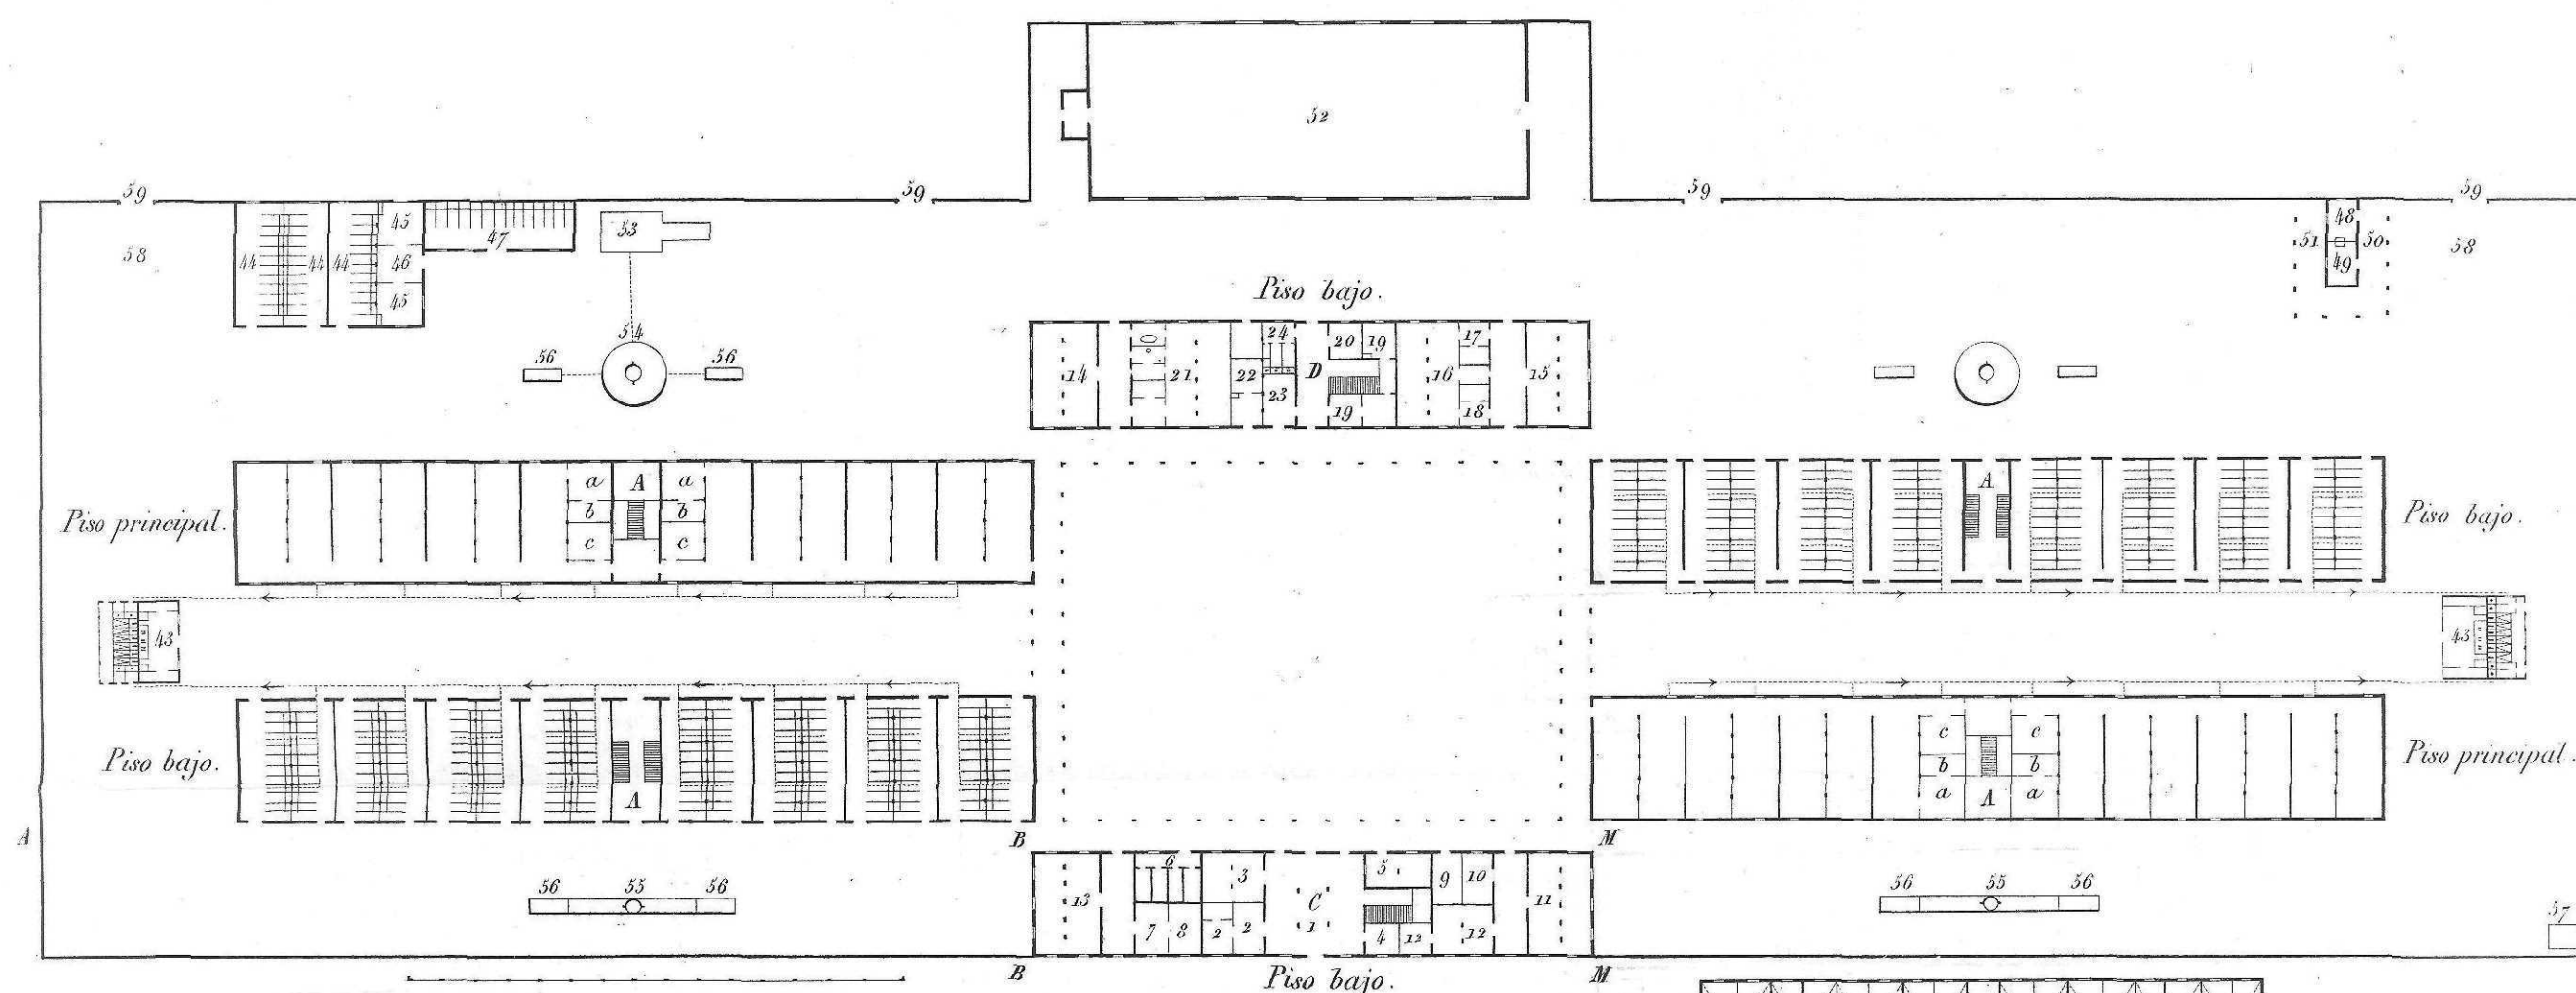 52
59 59 59 59
45 48
47 53
58 44 44 44 46 51 50 58
49
45
Piso bajo.
54
24 17
56 56 20 19
14 21 22 D 16 15
23
19 18
a A a A
b b
Piso principal. Piso bajo.
c c
43 43
c c
Piso bajo. Piso principal.
b b
A a A a
A B M
6
5
56 55 56 3 9 10 56 55 56
13 C 11
57
7 8 2 2 1 4 12 12
B Piso bajo. M